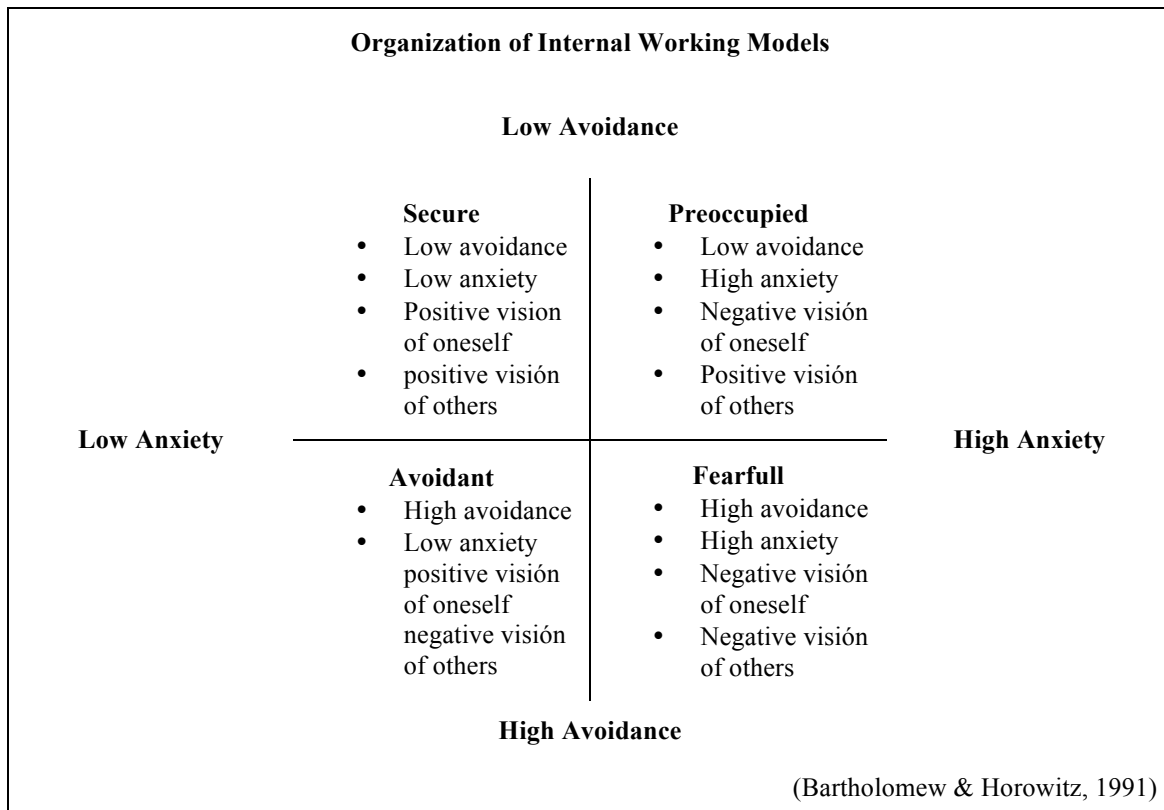 Organization of Internal Working Models
Low Avoidance
Secure
• Low avoidance
• Low anxiety
• Positive vision
of oneself
• positive visión
of others
Preoccupied
• Low avoidance
• High anxiety
• Negative visión
of oneself
• Positive visión
of others
Low Anxiety
High Anxiety
Avoidant
• High avoidance
• Low anxiety
positive visión
of oneself
negative visión
of others
Fearfull
• High avoidance
• High anxiety
• Negative visión
of oneself
• Negative visión
of others
High Avoidance
(Bartholomew & Horowitz, 1991)